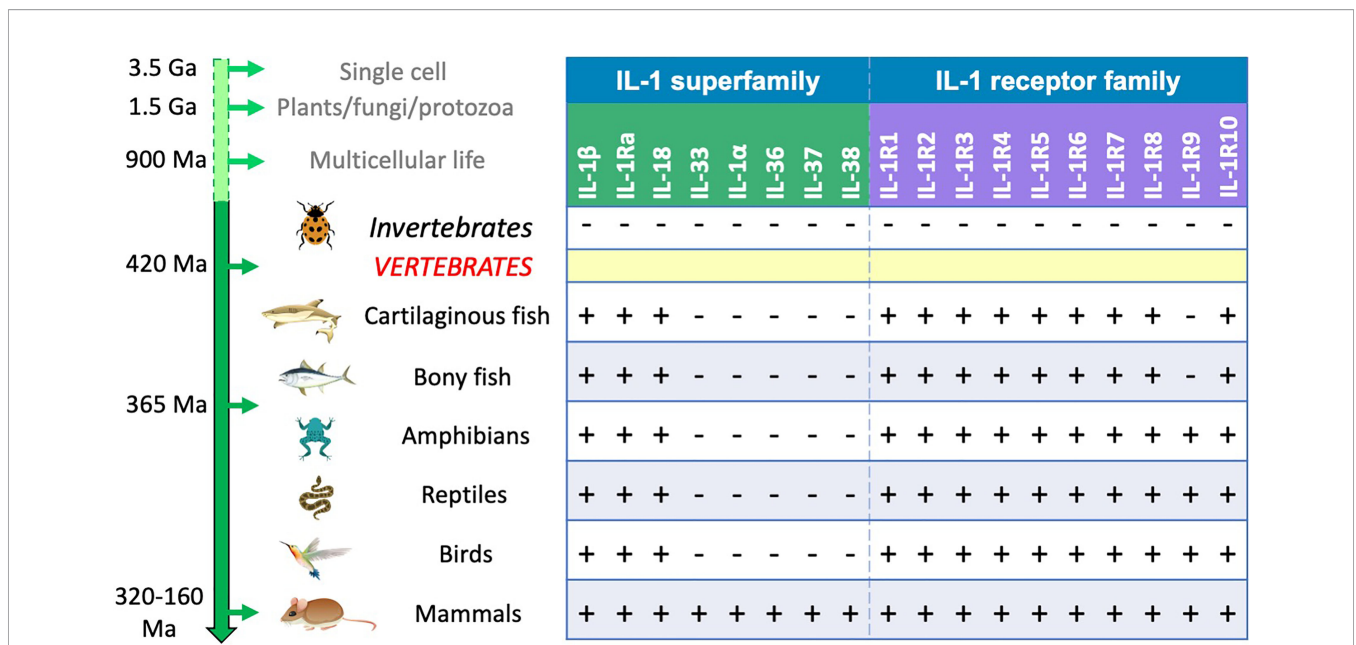 3.5 Ga Single cell
1.5 Ga Plants/fungi/protozoa
900 Ma Multicellular life
IL-1 superfamily IL-1 receptor family
IL-1β IL-1Ra IL-18 IL-33 IL-1α IL-36 IL-37 IL-38 IL-1R1 IL-1R2 IL-1R3 IL-1R4 IL-1R5 IL-1R6 IL-1R7 IL-1R8 IL-1R9 IL-1R10
Invertebrates - - - - - - - - - - - - - - - - - -
420 Ma VERTEBRATES
Cartilaginous fish + + + - - - - - + + + + + + + + - +
Bony fish + + + - - - - - + + + + + + + + - +
365 Ma
Amphibians + + + - - - - - + + + + + + + + + +
Reptiles + + + - - - - - + + + + + + + + + +
Birds + + + - - - - - + + + + + + + + + +
320-160
Ma
Mammals + + + + + + + + + + + + + + + + + +